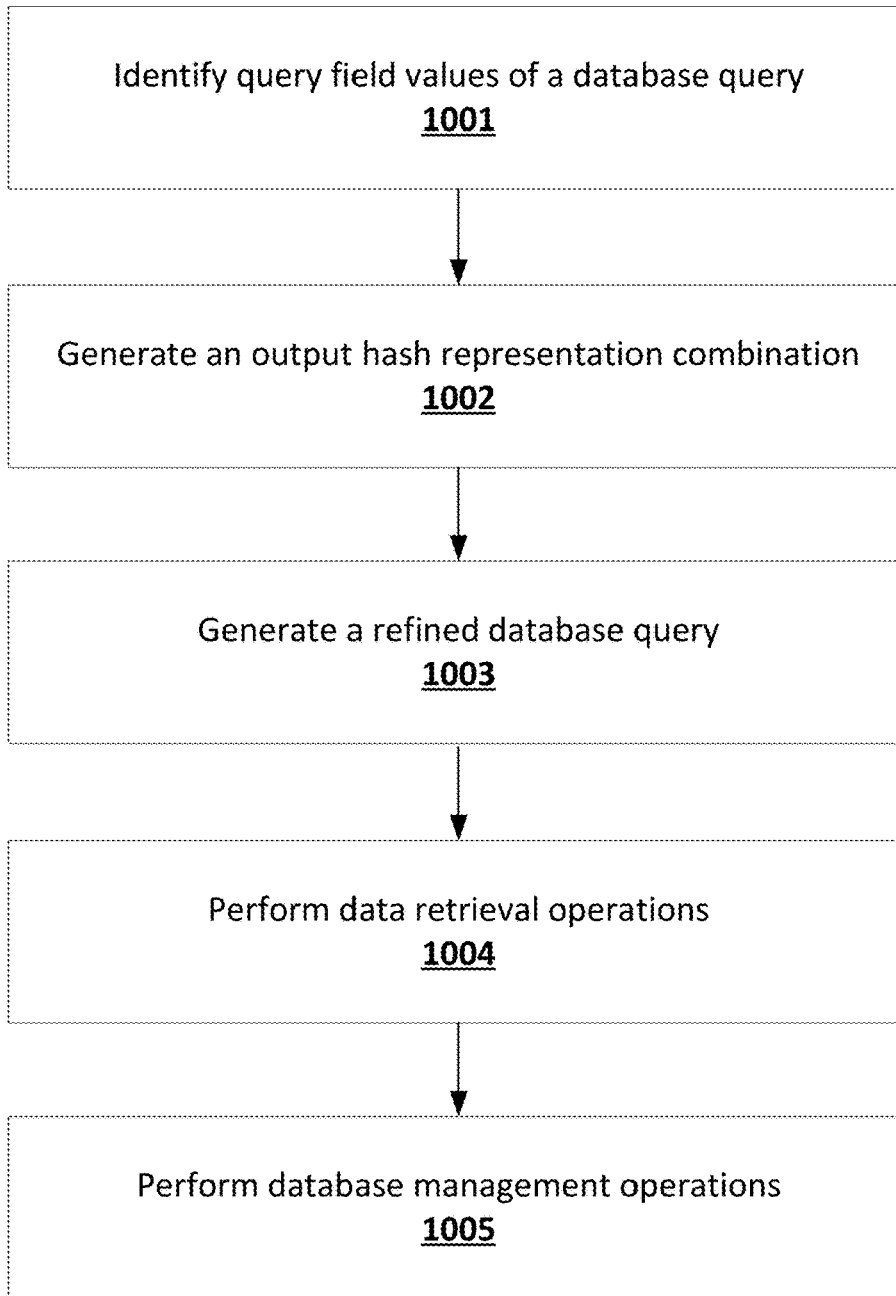 Identify query field values of a database query
1001
Generate an output hash representation combination
1002
Generate a refined database query
1003
Perform data retrieval operations
1004
Perform database management operations
1005